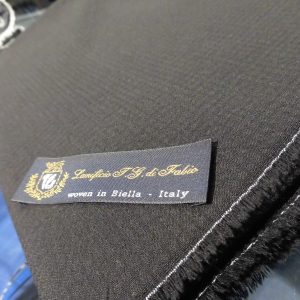 Lanificio T.G. di Fabio
woven in Biella - Italy